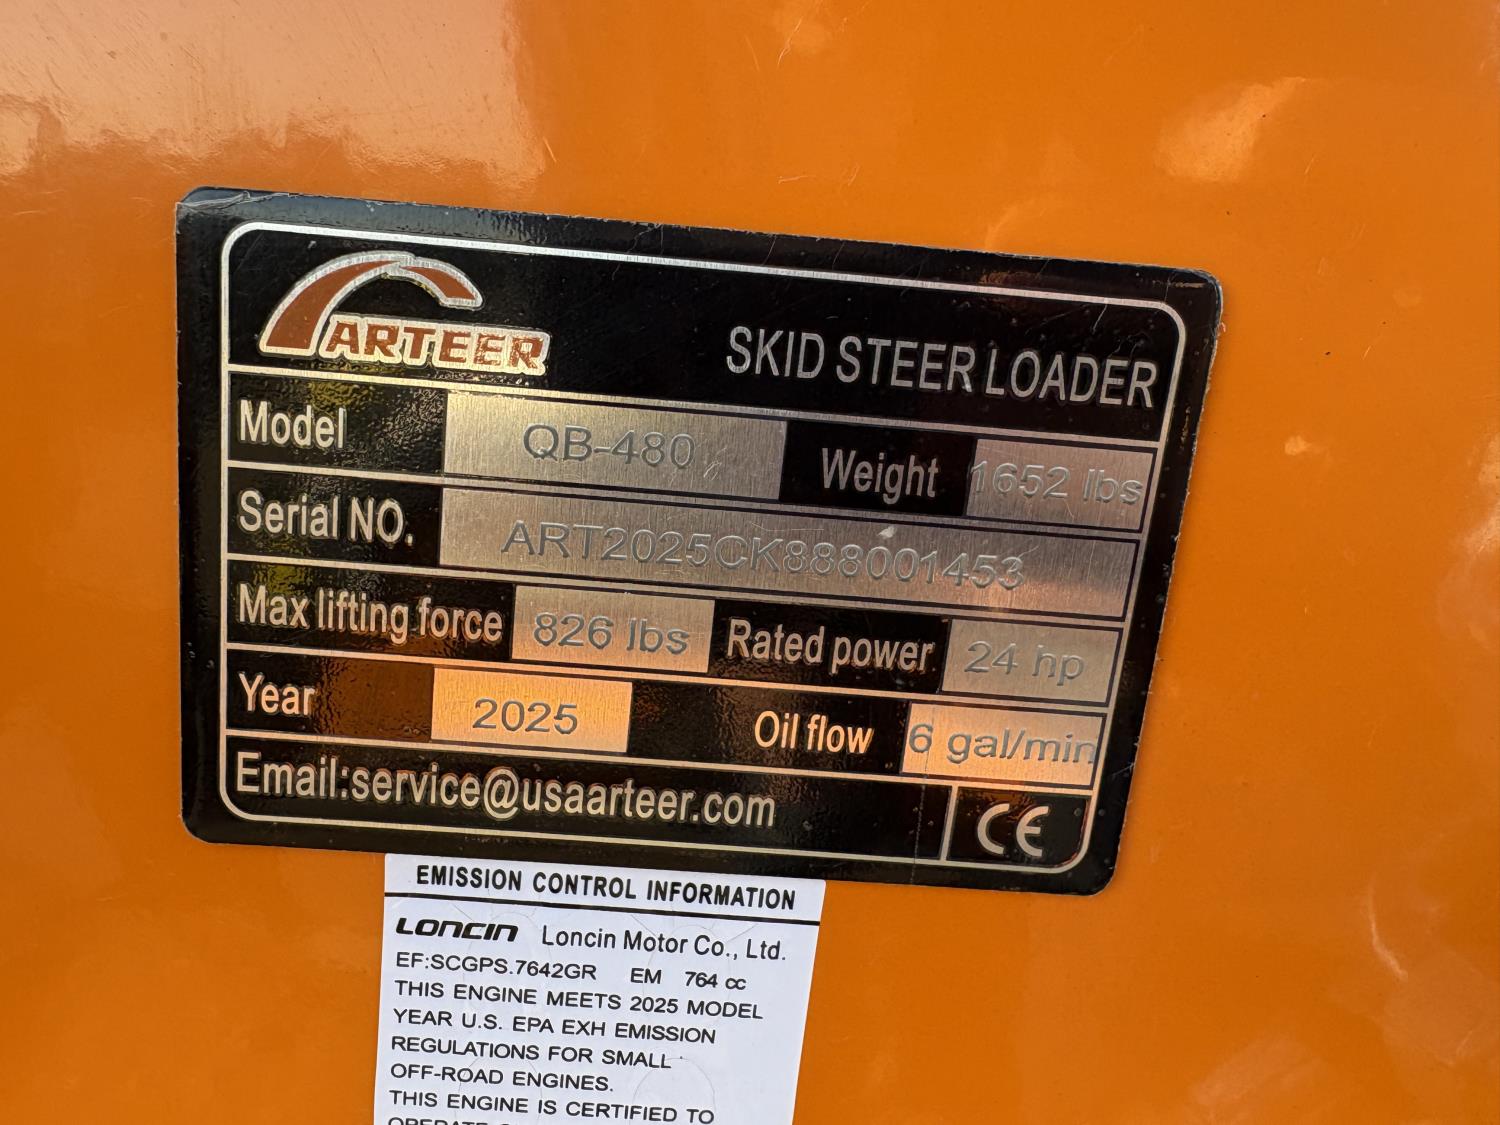 ARTEER
SKID STEER LOADER
Model QB-480 Weight 1652 lbs
Serial NO. ART2025CK888001453
Max lifting force 826 lbs Rated power 24 hp
Year 2025 Oil flow 6 gal/min
Email:service@usaarteer.com CE
EMISSION CONTROL INFORMATION
LONCIN Loncin Motor Co., Ltd.
EF:SCGPS.7642GR EM 764 cc
THIS ENGINE MEETS 2025 MODEL
YEAR U.S. EPA EXH EMISSION
REGULATIONS FOR SMALL
OFF-ROAD ENGINES.
THIS ENGINE IS CERTIFIED TO
OPERATE